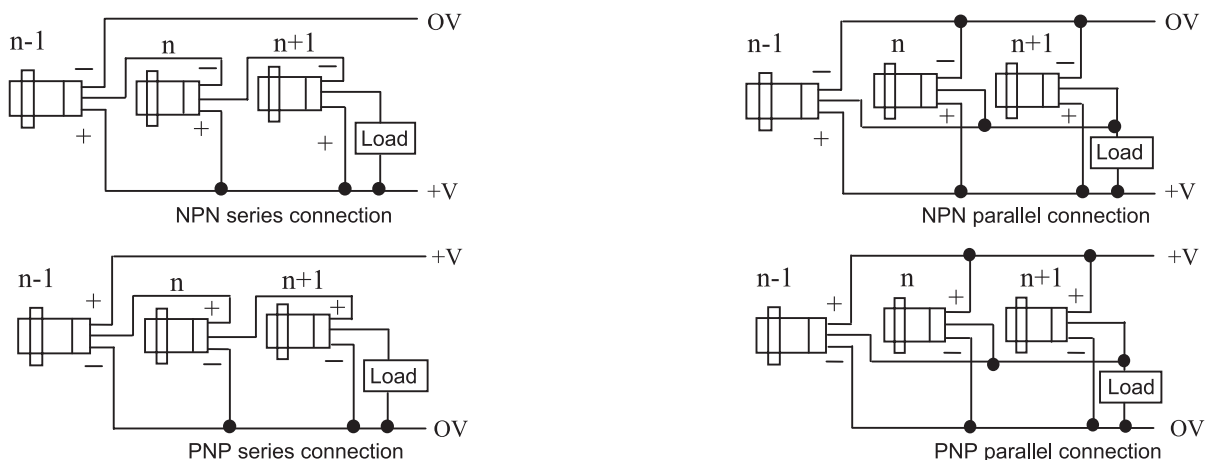 OV
n-1
n
n+1
−
−
−
+
+
+
Load
+V
NPN series connection
OV
n-1
n
n+1
−
−
−
+
+
+
Load
+V
NPN parallel connection
+V
n-1
n
n+1
+
+
+
−
−
−
Load
OV
PNP series connection
+V
n-1
n
n+1
+
+
+
−
−
−
Load
OV
PNP parallel connection